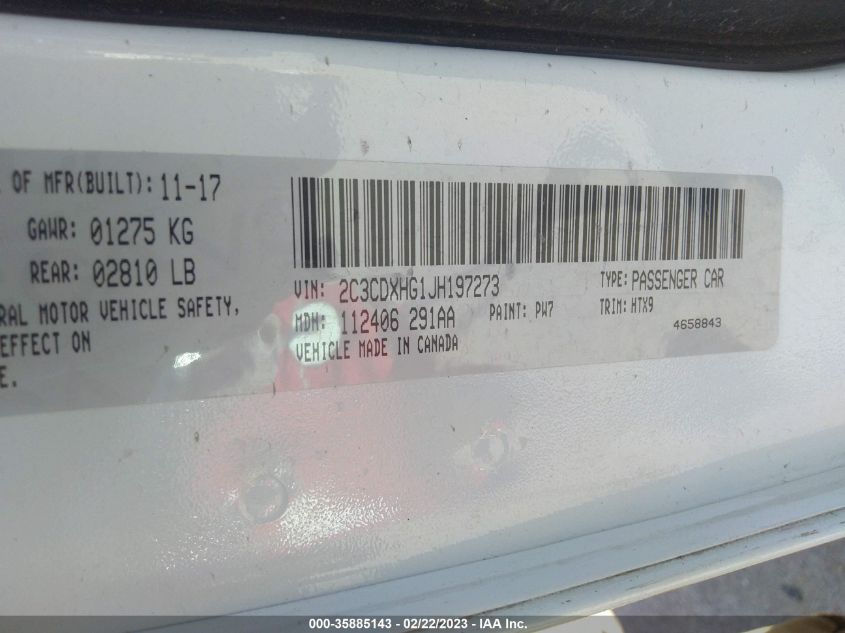 OF MFR(BUILT): 11-17
GAWR: 01275 KG
REAR: 02810 LB
MOTOR VEHICLE SAFETY,
EFFECT ON
VIN: 2C3CDXHG1JH197273 TYPE: PASSENGER CAR
MDH: 112406 291AA PAINT: PW7 TRIM: HTX9
VEHICLE MADE IN CANADA 4658843
000-35885143 - 02/22/2023 - IAA Inc.